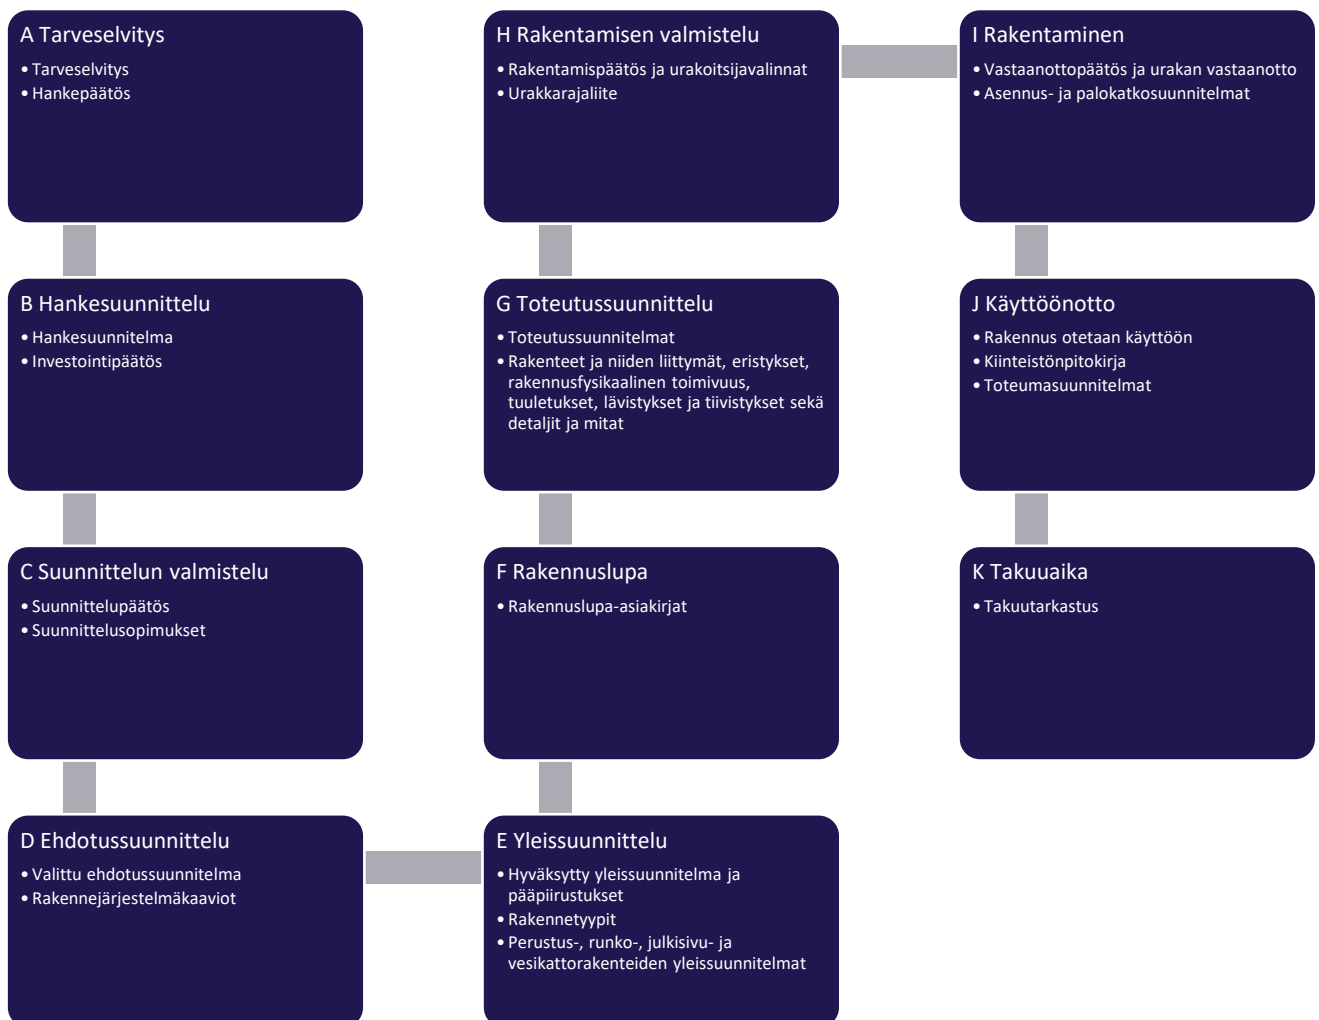 A Tarveselvitys
• Tarveselvitys
• Hankepäätös
B Hankesuunnittelu
• Hankesuunnitelma
• Investointipäätös
C Suunnittelun valmistelu
• Suunnittelupäätös
• Suunnittelusopimukset
D Ehdotussuunnittelu
• Valittu ehdotussuunnitelma
• Rakennejärjestelmäkaaviot
E Yleissuunnittelu
• Hyväksytty yleissuunnitelma ja
pääpiirustukset
• Rakennetyypit
• Perustus-, runko-, julkisivu- ja
vesikattorakenteiden yleissuunnitelmat
F Rakennuslupa
• Rakennuslupa-asiakirjat
G Toteutussuunnittelu
• Toteutussuunnitelmat
• Rakenteet ja niiden liittymät, eristykset,
rakennusfysikaalinen toimivuus,
tuuletukset, lävistykset ja tiivistykset sekä
detaljit ja mitat
H Rakentamisen valmistelu
• Rakentamispäätös ja urakoitsijavalinnat
• Urakkarajaliite
I Rakentaminen
• Vastaanottopäätös ja urakan vastaanotto
• Asennus- ja palokatkosuunnitelmat
J Käyttöönotto
• Rakennus otetaan käyttöön
• Kiinteistönpitokirja
• Toteumasuunnitelmat
K Takuuaika
• Takuutarkastus